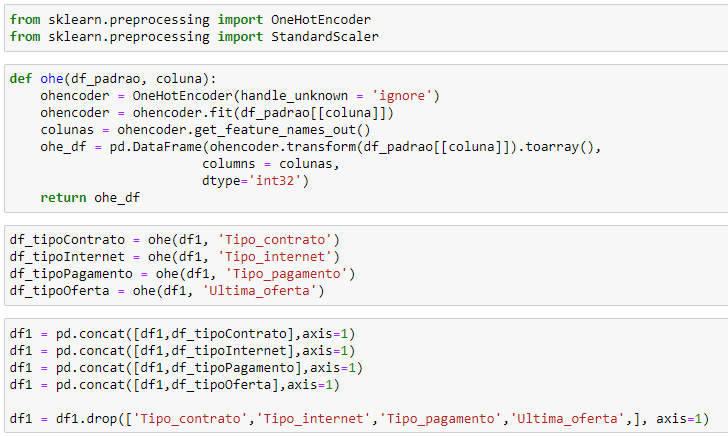 from sklearn.preprocessing import OneHotEncoder
from sklearn.preprocessing import StandardScaler
def ohe(df_padrao, coluna):
    ohencoder = OneHotEncoder(handle_unknown = 'ignore')
    ohencoder = ohencoder.fit(df_padrao[[coluna]])
    colunas = ohencoder.get_feature_names_out()
    ohe_df = pd.DataFrame(ohencoder.transform(df_padrao[[coluna]]).toarray(),
                         columns = colunas,
                         dtype='int32')
    return ohe_df
df_tipoContrato = ohe(df1, 'Tipo_contrato')
df_tipoInternet = ohe(df1, 'Tipo_internet')
df_tipoPagamento = ohe(df1, 'Tipo_pagamento')
df_tipoOferta = ohe(df1, 'Ultima_oferta')
df1 = pd.concat([df1,df_tipoContrato],axis=1)
df1 = pd.concat([df1,df_tipoInternet],axis=1)
df1 = pd.concat([df1,df_tipoPagamento],axis=1)
df1 = pd.concat([df1,df_tipoOferta],axis=1)
df1 = df1.drop(['Tipo_contrato','Tipo_internet','Tipo_pagamento','Ultima_oferta',], axis=1)